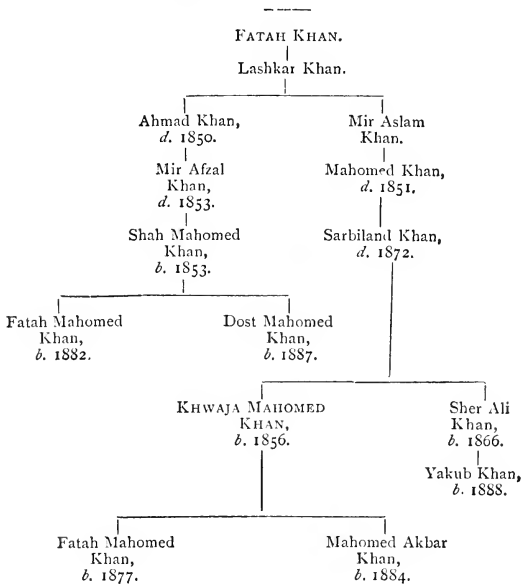 FATAH KHAN.
Lashkar Khan.
Ahmad Khan,
d. 1850.
Mir Aslam
Khan.
Mir Afzal
Khan,
d. 1853.
Mahomed Khan,
d. 1851.
Shah Mahomed
Khan,
b. 1853.
Sarbiland Khan,
d. 1872.
Fatah Mahomed
Khan,
b. 1882.
Dost Mahomed
Khan,
b. 1887.
KHWAJA MAHOMED
KHAN,
b. 1856.
Sher Ali
Khan,
b. 1866.
Yakub Khan,
b. 1888.
Fatah Mahomed
Khan,
b. 1877.
Mahomed Akbar
Khan,
b. 1884.